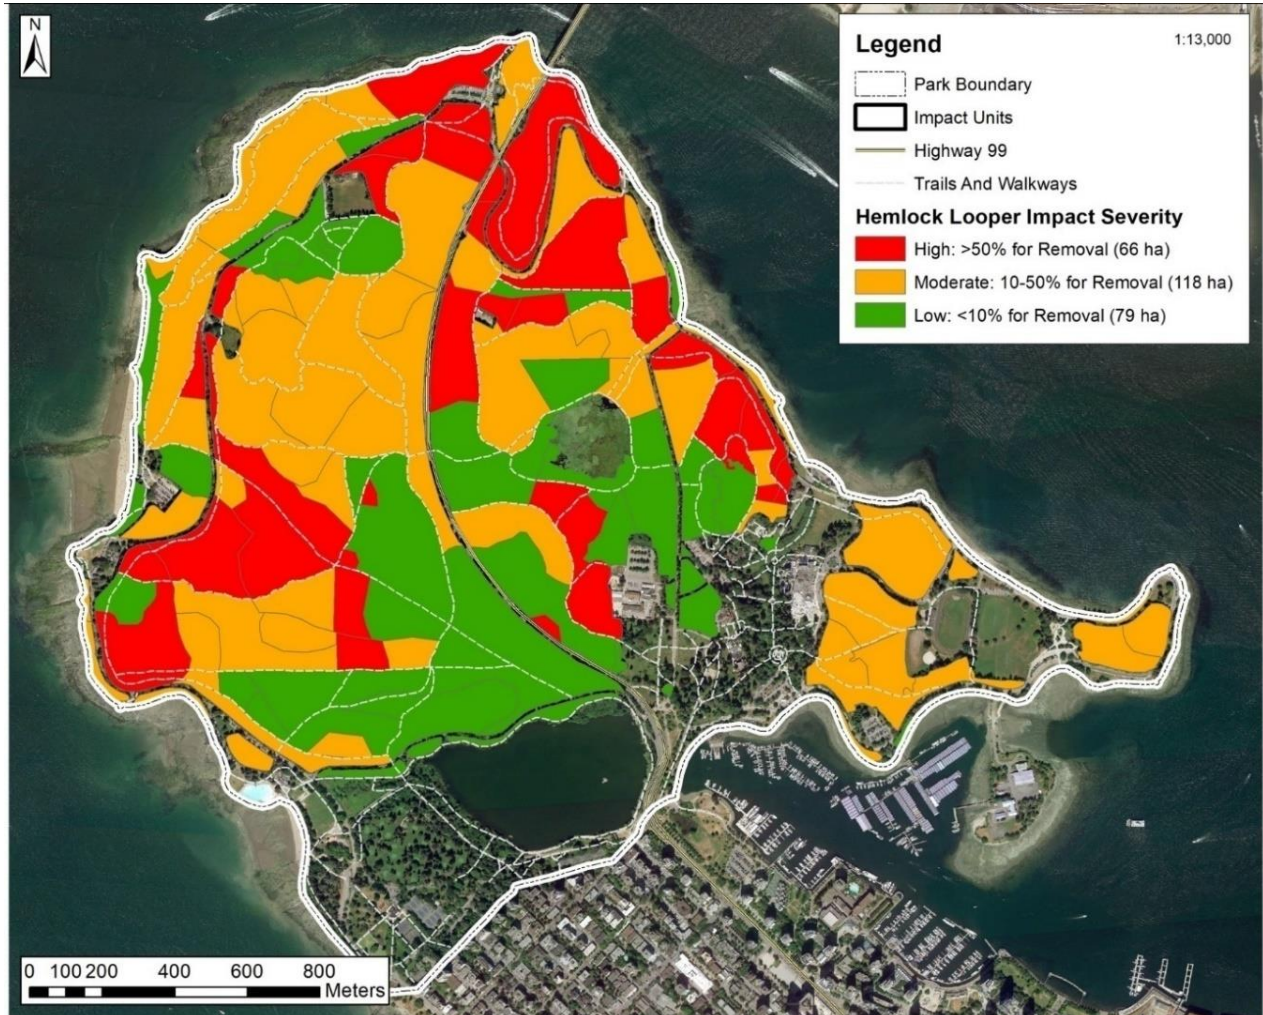 N
Legend
1:13,000
Park Boundary
Impact Units
Highway 99
Trails And Walkways
Hemlock Looper Impact Severity
High: >50% for Removal (66 ha)
Moderate: 10-50% for Removal (118 ha)
Low: <10% for Removal (79 ha)
0 100 200 400 600 800
Meters